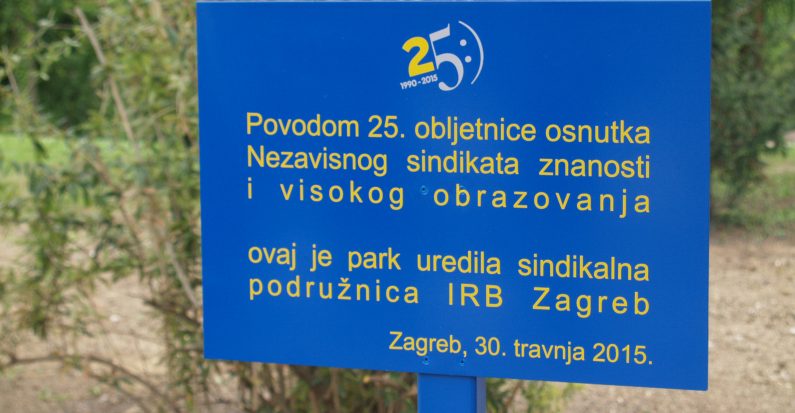 25:)
1990-2015
Povodom 25. obljetnice osnutka
Nezavisnog sindikata znanosti
i visokog obrazovanja
ovaj je park uredila sindikalna
podružnica IRB Zagreb
Zagreb, 30. travnja 2015.